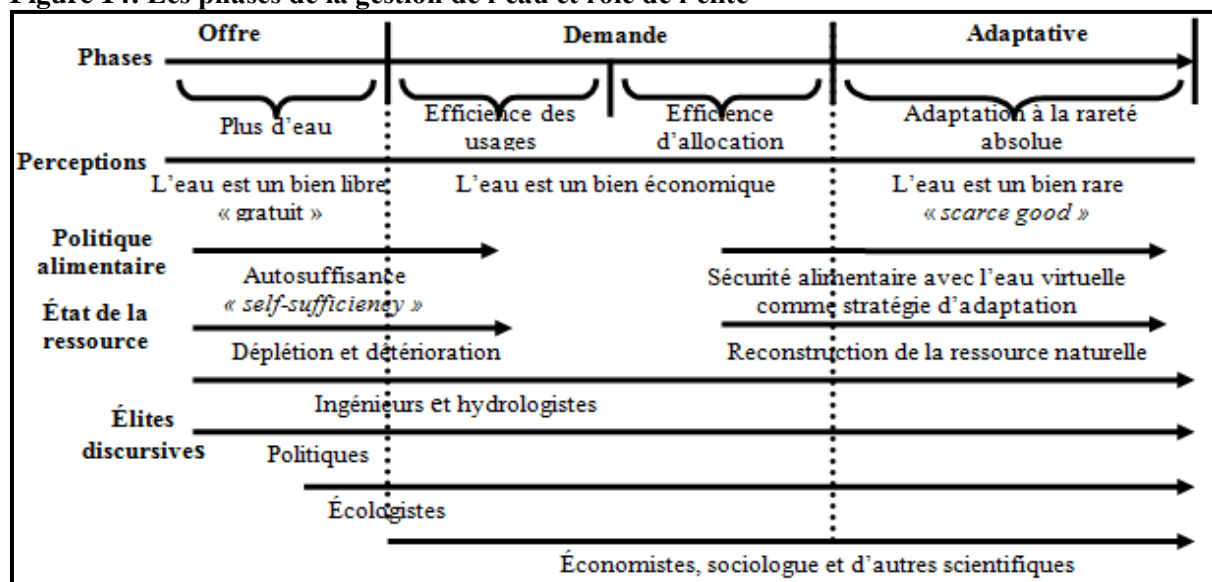 Figure 14: Les phases de la gestion de l'eau et rôle de l'élite
Offre Demande Adaptative
Phases
Plus d'eau
Efficience des
usages
Efficience
d'allocation
Adaptation à la rareté
absolue
Perceptions
L'eau est un bien libre
« gratuit »
L'eau est un bien économique
L'eau est un bien rare
« scarce good »
Politique
alimentaire
Autosuffisance
« self-sufficiency »
Sécurité alimentaire avec l'eau virtuelle
comme stratégie d'adaptation
État de la
ressource
Déplétion et détérioration
Reconstruction de la ressource naturelle
Élites
discursives
Ingénieurs et hydrologistes
Politiques
Écologistes
Économistes, sociologue et d'autres scientifiques